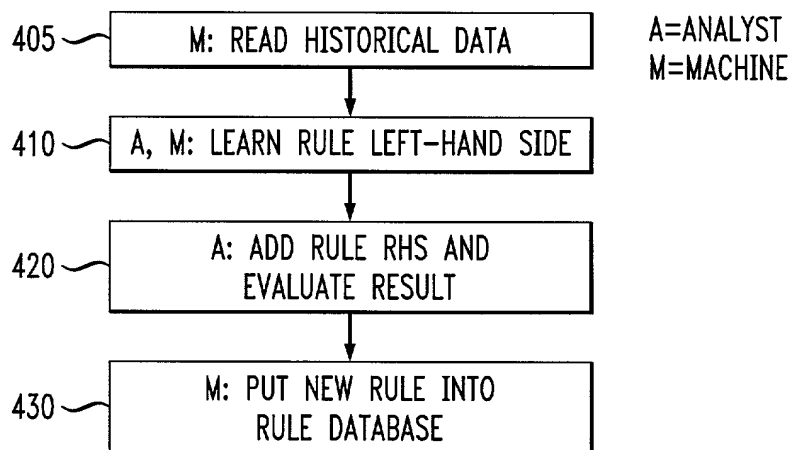 405 M: READ HISTORICAL DATA
A=ANALYST
M=MACHINE
410 A, M: LEARN RULE LEFT-HAND SIDE
420 A: ADD RULE RHS AND
EVALUATE RESULT
430 M: PUT NEW RULE INTO
RULE DATABASE